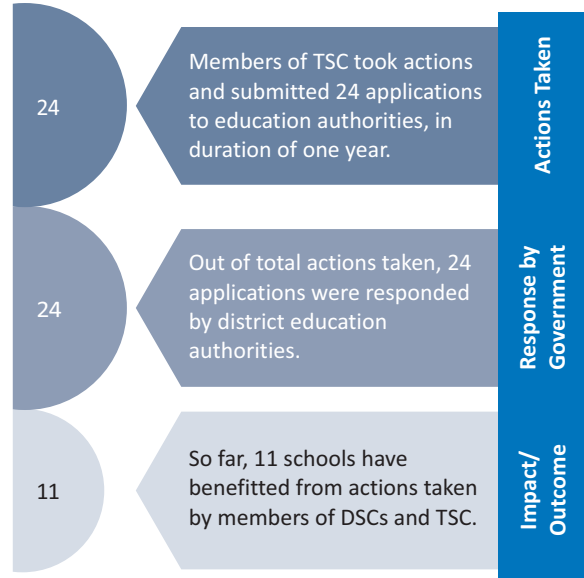 24
Members of TSC took actions
and submitted 24 applications
to education authorities, in
duration of one year.
Actions Taken
24
Out of total actions taken, 24
applications were responded
by district education
authorities.
Response by
Government
11
So far, 11 schools have
benefitted from actions taken
by members of DSCs and TSC.
Impact/
Outcome